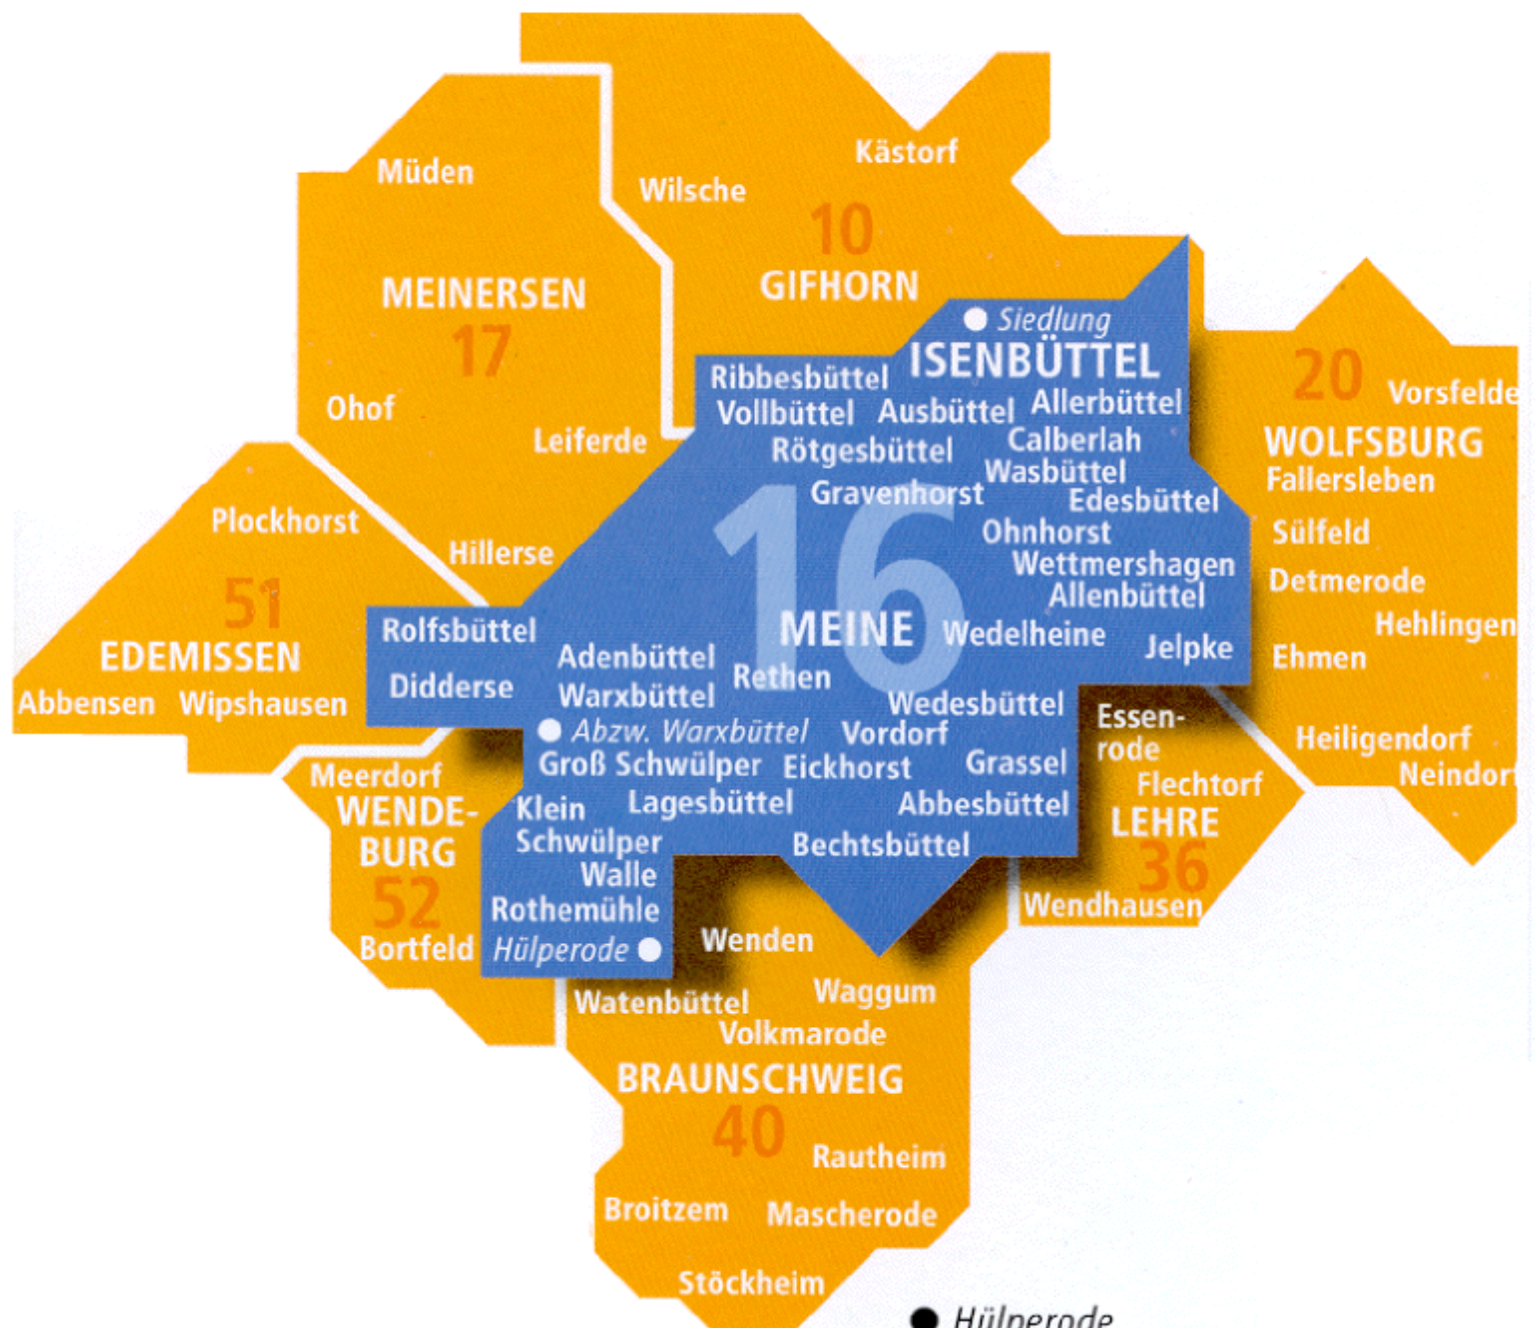 Kästorf
Müden
Wilsche
10
GIFHORN
MEINERSEN
17
Siedlung
ISENBÜTTEL
20
Ribbesbüttel
Vorsfelde
Allerbüttel
Ohof
Vollbüttel Ausbüttel
Leiferde
Calberlah
WOLFSBURG
Rötgesbüttel
Wasbüttel
Fallersleben
Gravenhorst
Edesbüttel
Plockhorst
Ohnhorst
Sülfeld
Hillerse
Wettmershagen
Detmerode
Allenbüttel
51
16
Hehlingen
Rolfsbüttel
MEINE
Wedelheine
Jelpke
EDEMISSEN
Adenbüttel
Ehmen
Rethen
Didderse
Warxbüttel
Abbensen Wipshausen
Wedesbüttel
Essen-
rode
Abzw. Warxbüttel
Vordorf
Heiligendorf
Groß Schwülper
Eickhorst
Grassel
Meerdorf
Flechtorf
Neindorf
WENDE-
BURG
52
Klein
Schwülper
Lagesbüttel
Abbesbüttel
LEHRE
36
Bechtsbüttel
Walle
Wendhausen
Rothemühle
Bortfeld
Hülperode
Wenden
Watenbüttel
Waggum
Volkmarode
BRAUNSCHWEIG
40
Rautheim
Broitzem
Mascherode
Stöckheim
Hülperode